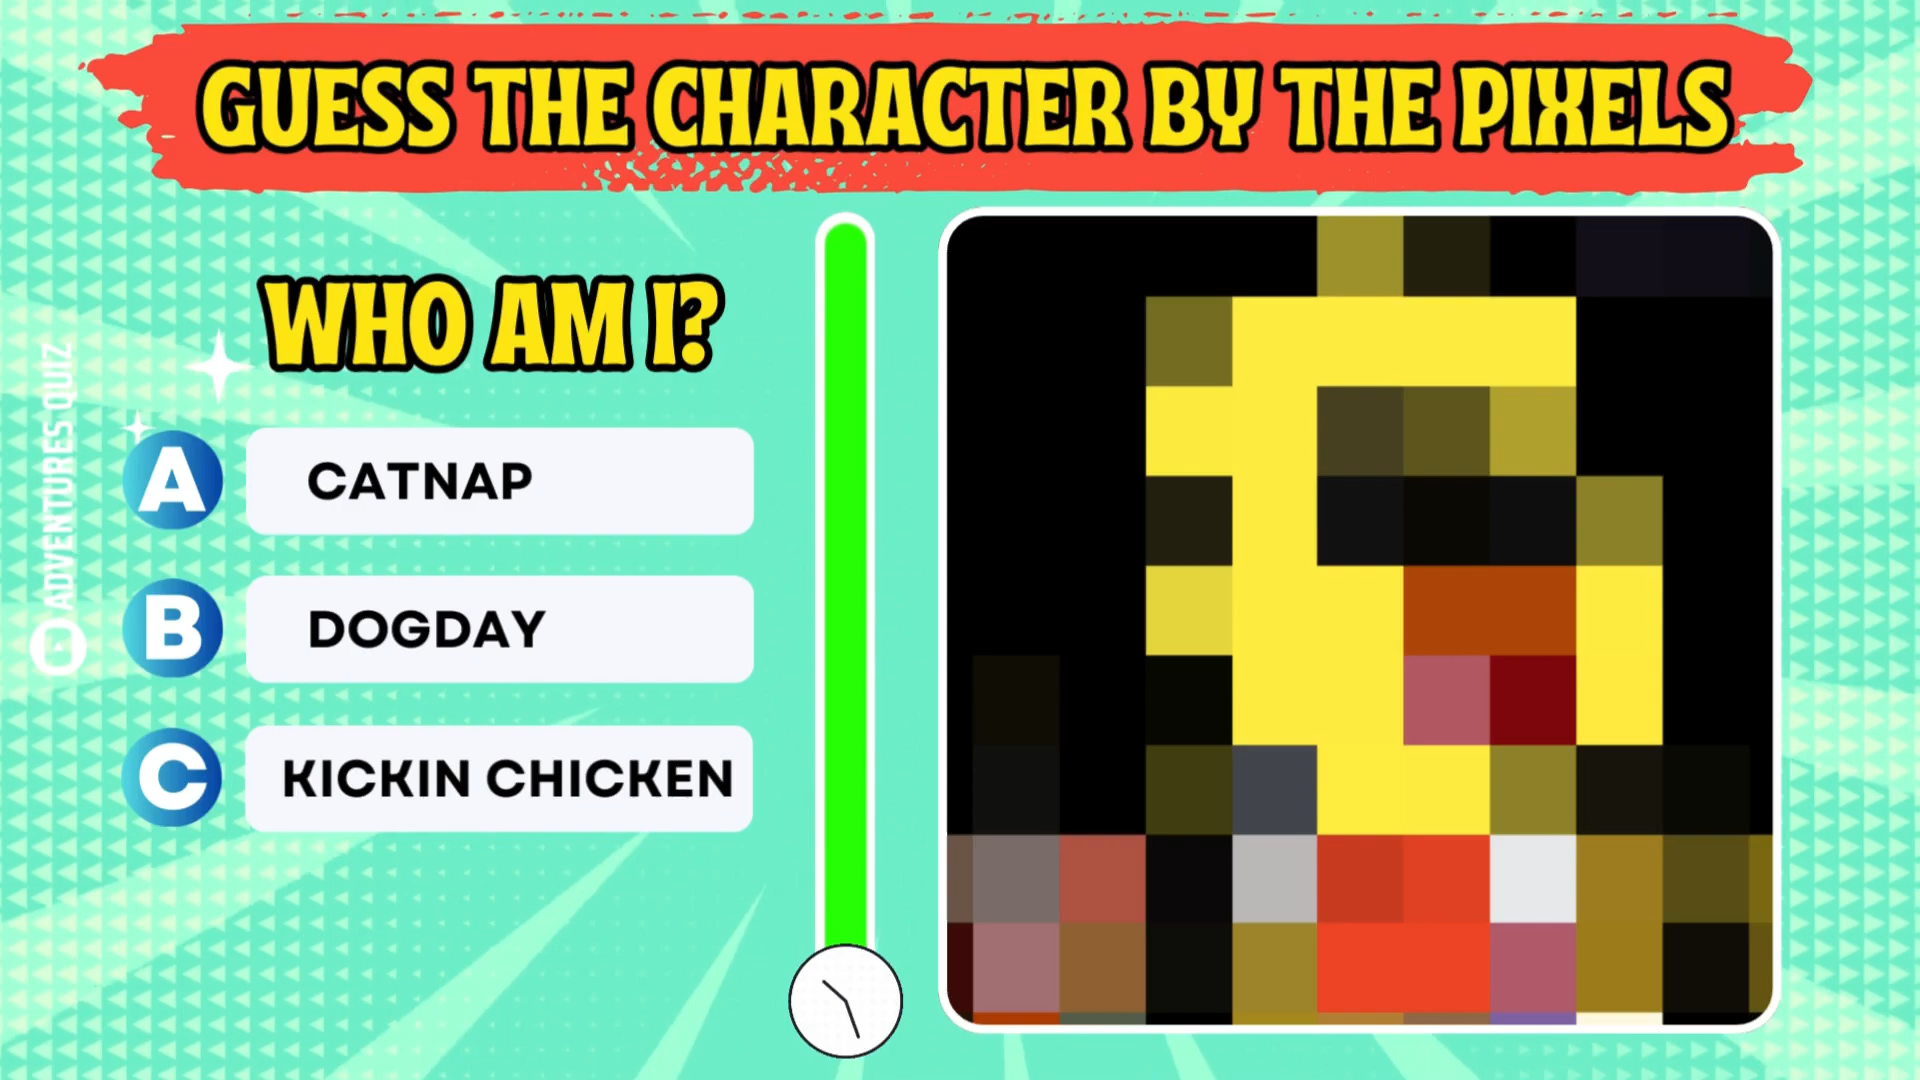 GUESS THE CHARACTER BY THE PIXELS
WHO AM I?
A CATNAP
B DOGDAY
C KICKIN CHICKEN
ADVENTURES QUIZ